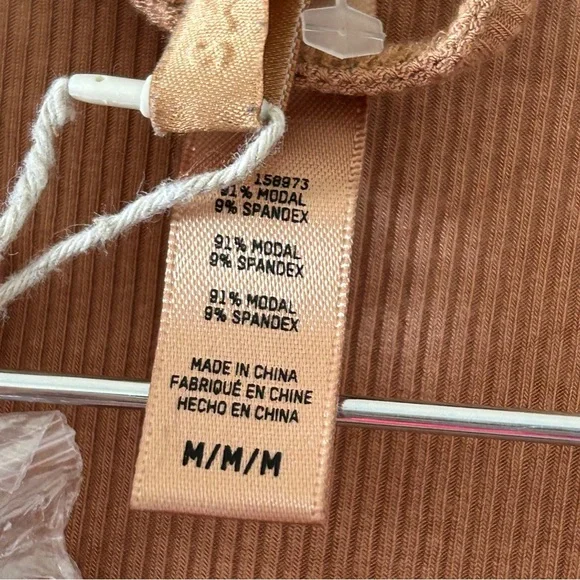 158973
91% MODAL
9% SPANDEX
91% MODAL
9% SPANDEX
91% MODAL
9% SPANDEX
MADE IN CHINA
FABRIQUÉ EN CHINE
HECHO EN CHINA
M/M/M